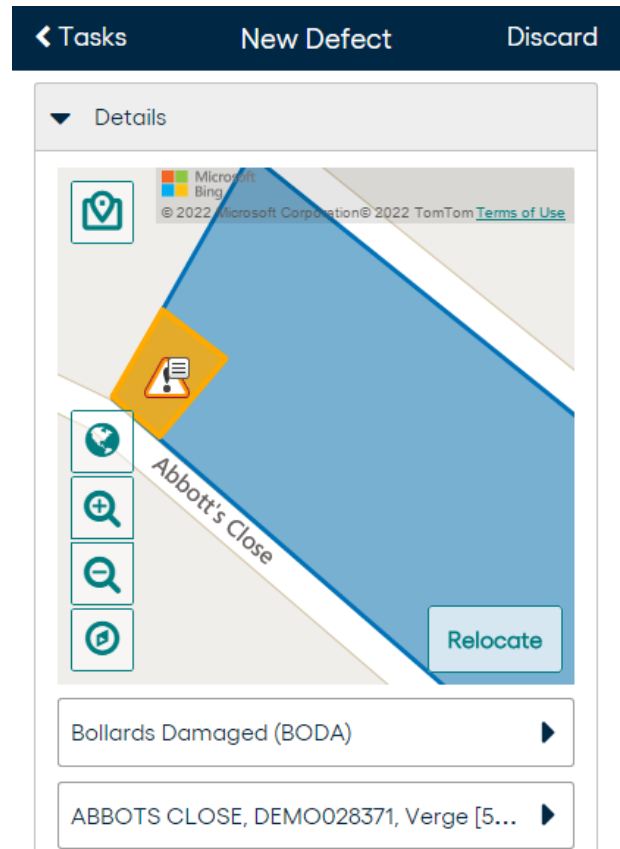 Tasks New Defect Discard
Details
Microsoft
Bing
© 2022 Microsoft Corporation© 2022 TomTom Terms of Use
Abbott's Close
Relocate
Bollards Damaged (BODA)
ABBOTS CLOSE, DEMO028371, Verge [5...